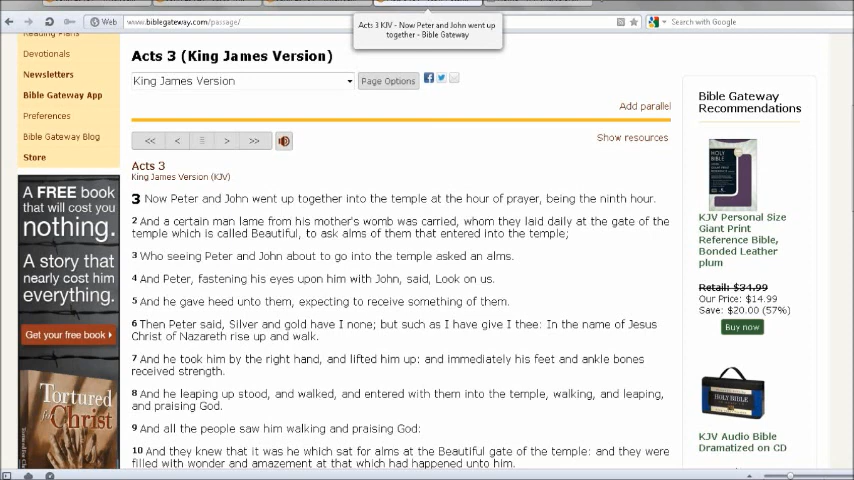 Web
www.biblegateway.com/passage/
Search with Google
Acts 3 KJV - Now Peter and John went up
together - Bible Gateway
Reading Plans
Devotionals
Newsletters
Bible Gateway App
Preferences
Bible Gateway Blog
Store
A FREE book
that will cost you
nothing.
A story that
nearly cost him
everything.
Get your free book
Tortured
for
Christ
Acts 3 (King James Version)
King James Version
Page Options
Add parallel
<< < > >>
Show resources
Acts 3
King James Version (KJV)
3 Now Peter and John went up together into the temple at the hour of prayer, being the ninth hour.
2 And a certain man lame from his mother's womb was carried, whom they laid daily at the gate of the
temple which is called Beautiful, to ask alms of them that entered into the temple;
3 Who seeing Peter and John about to go into the temple asked an alms.
4 And Peter, fastening his eyes upon him with John, said, Look on us.
5 And he gave heed unto them, expecting to receive something of them.
6 Then Peter said, Silver and gold have I none; but such as I have give I thee: In the name of Jesus
Christ of Nazareth rise up and walk.
7 And he took him by the right hand, and lifted him up: and immediately his feet and ankle bones
received strength.
8 And he leaping up stood, and walked, and entered with them into the temple, walking, and leaping,
and praising God.
9 And all the people saw him walking and praising God:
10 And they knew that it was he which sat for alms at the Beautiful gate of the temple: and they were
filled with wonder and amazement at that which had happened unto him.
Bible Gateway
Recommendations
HOLY
BIBLE
KJV Personal Size
Giant Print
Reference Bible,
Bonded Leather
plum
Retail: $34.99
Our Price: $14.99
Save: $20.00 (57%)
Buy now
HOLY BIBLE
KJV Audio Bible
Dramatized on CD